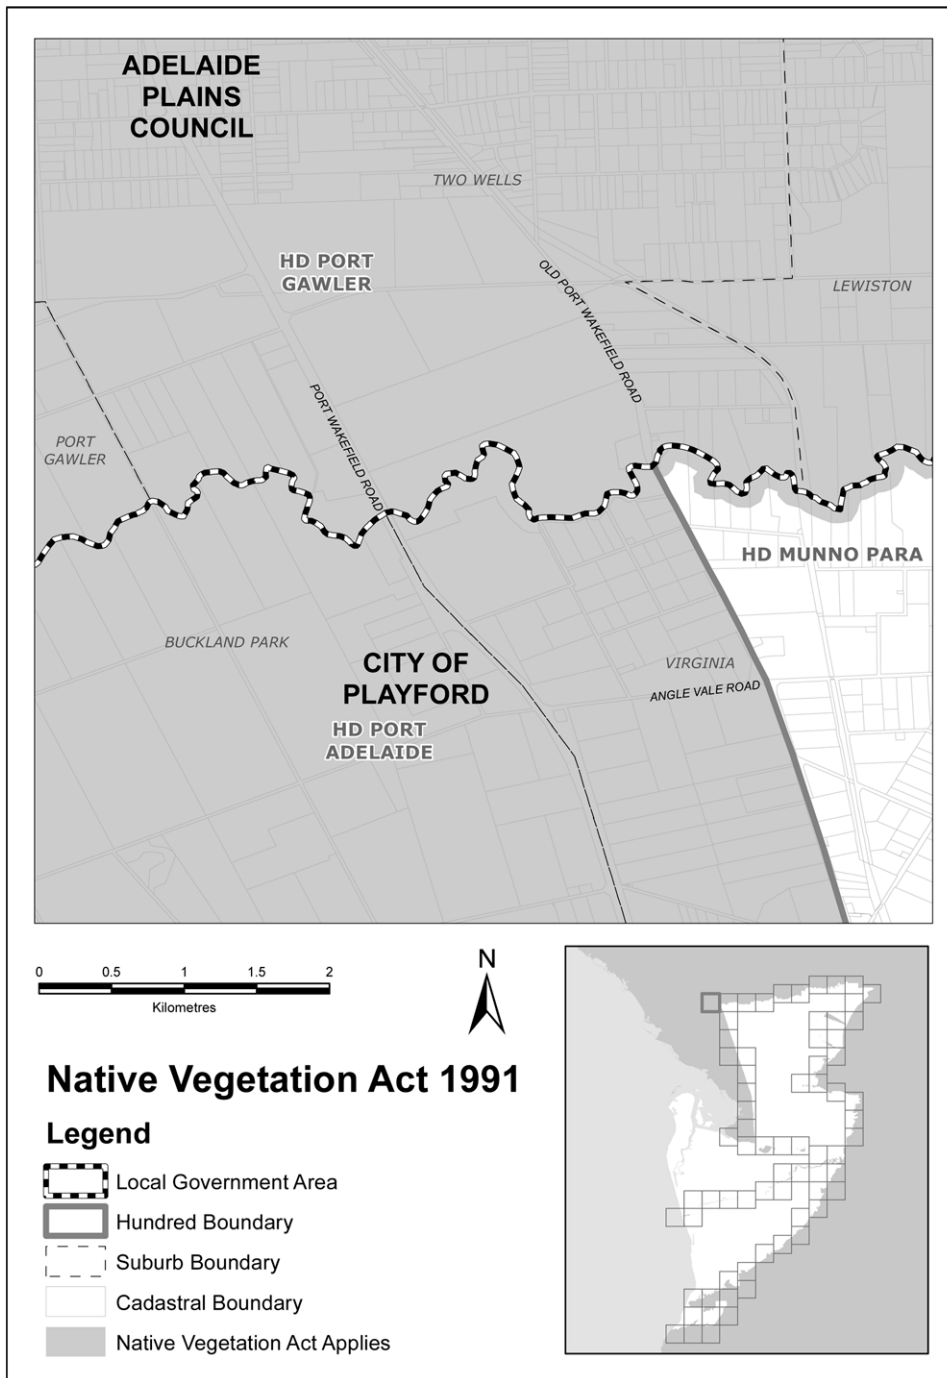 ADELAIDE
PLAINS
COUNCIL
TWO WELLS
HD PORT
GAWLER
OLD PORT WAKEFIELD ROAD
LEWISTON
PORT WAKEFIELD ROAD
PORT
GAWLER
HD MUNNO PARA
BUCKLAND PARK
CITY OF
PLAYFORD
VIRGINIA
ANGLE VALE ROAD
HD PORT
ADELAIDE
0 0.5 1 1.5 2
Kilometres
N
Native Vegetation Act 1991
Legend
Local Government Area
Hundred Boundary
Suburb Boundary
Cadastral Boundary
Native Vegetation Act Applies